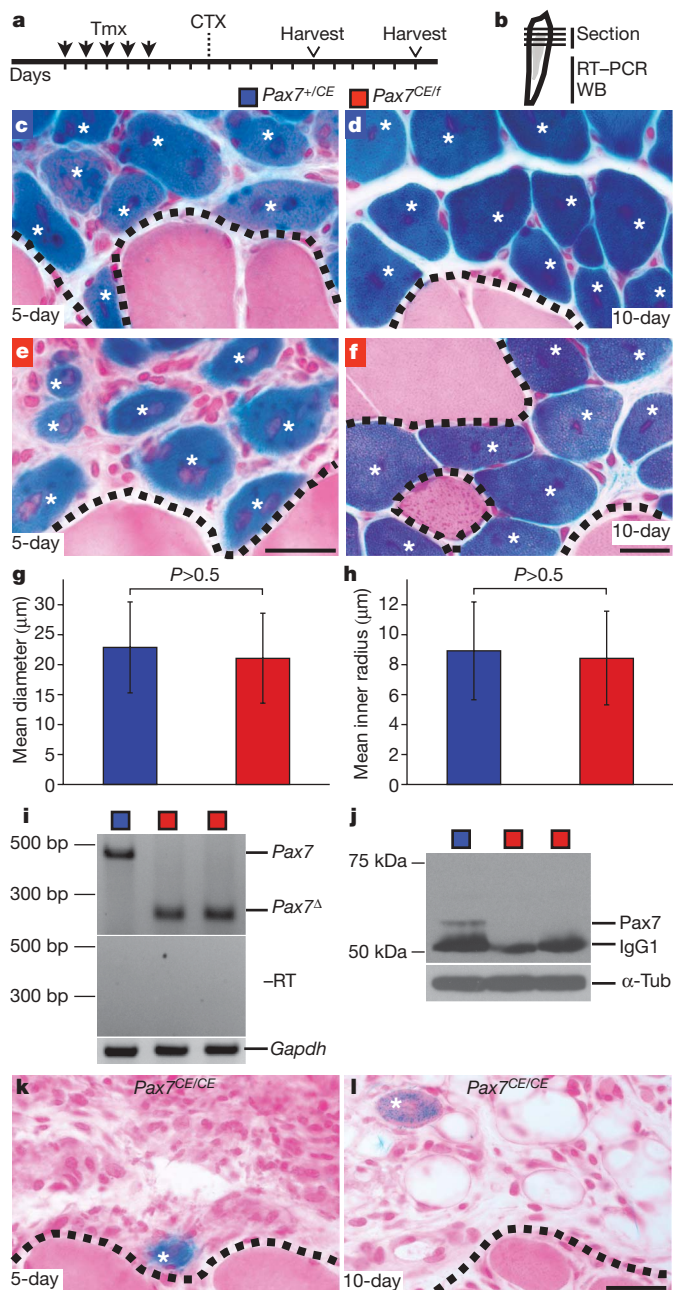 a
Tmx
CTX
Harvest
Harvest
Days
b
Section
RT–PCR
WB
Pax7+/CE
Pax7CE/f
c
5-day
d
10-day
e
5-day
f
10-day
g
P>0.5
Mean diameter (μm)
30
25
20
15
10
5
0
h
P>0.5
Mean inner radius (μm)
12
10
8
6
4
2
0
i
500 bp
Pax7
300 bp
Pax7Δ
500 bp
–RT
300 bp
Gapdh
j
75 kDa
Pax7
50 kDa
IgG1
α-Tub
k
Pax7CE/CE
5-day
l
Pax7CE/CE
10-day